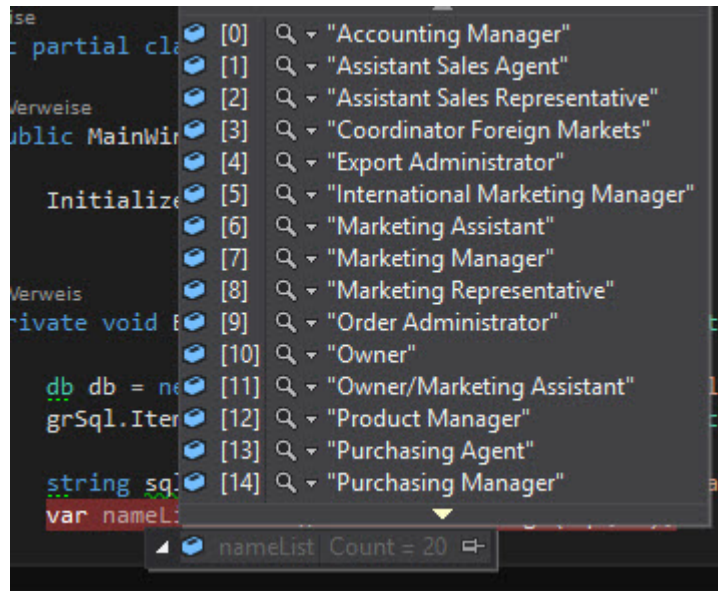 ise
partial cla
[0] "Accounting Manager"
[1] "Assistant Sales Agent"
Verweise
[2] "Assistant Sales Representative"
ublic MainWin
[3] "Coordinator Foreign Markets"
[4] "Export Administrator"
Initialize
[5] "International Marketing Manager"
[6] "Marketing Assistant"
[7] "Marketing Manager"
Verweis
[8] "Marketing Representative"
rivate void
[9] "Order Administrator"
[10] "Owner"
db db = ne
[11] "Owner/Marketing Assistant"
grSql.Item
[12] "Product Manager"
[13] "Purchasing Agent"
string sql
[14] "Purchasing Manager"
var nameLi
nameList Count = 20